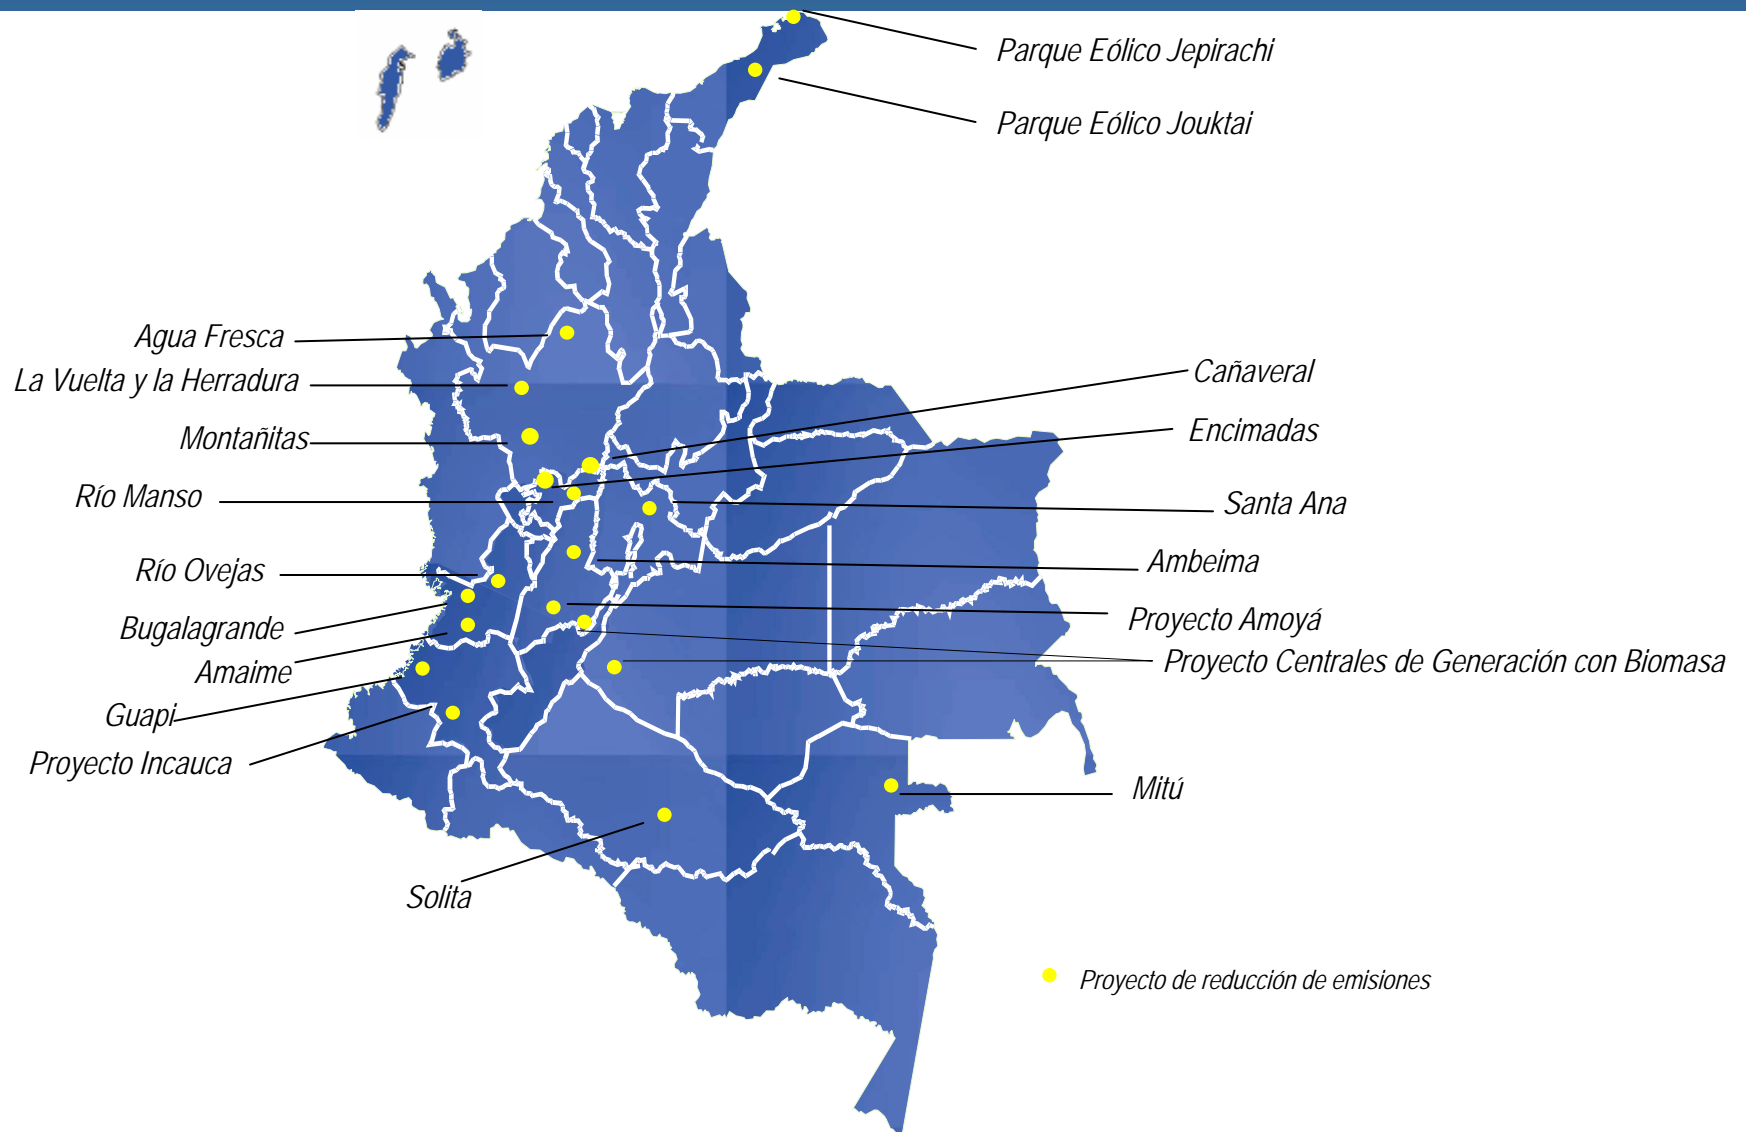 Parque Eólico Jepirachi
Parque Eólico Jouktai
Agua Fresca
La Vuelta y la Herradura
Cañaveral
Montañitas
Encimadas
Río Manso
Santa Ana
Río Ovejas
Ambeima
Bugalagrande
Proyecto Amoyá
Amaime
Proyecto Centrales de Generación con Biomasa
Guapi
Proyecto Incauca
Mitú
Solita
Proyecto de reducción de emisiones